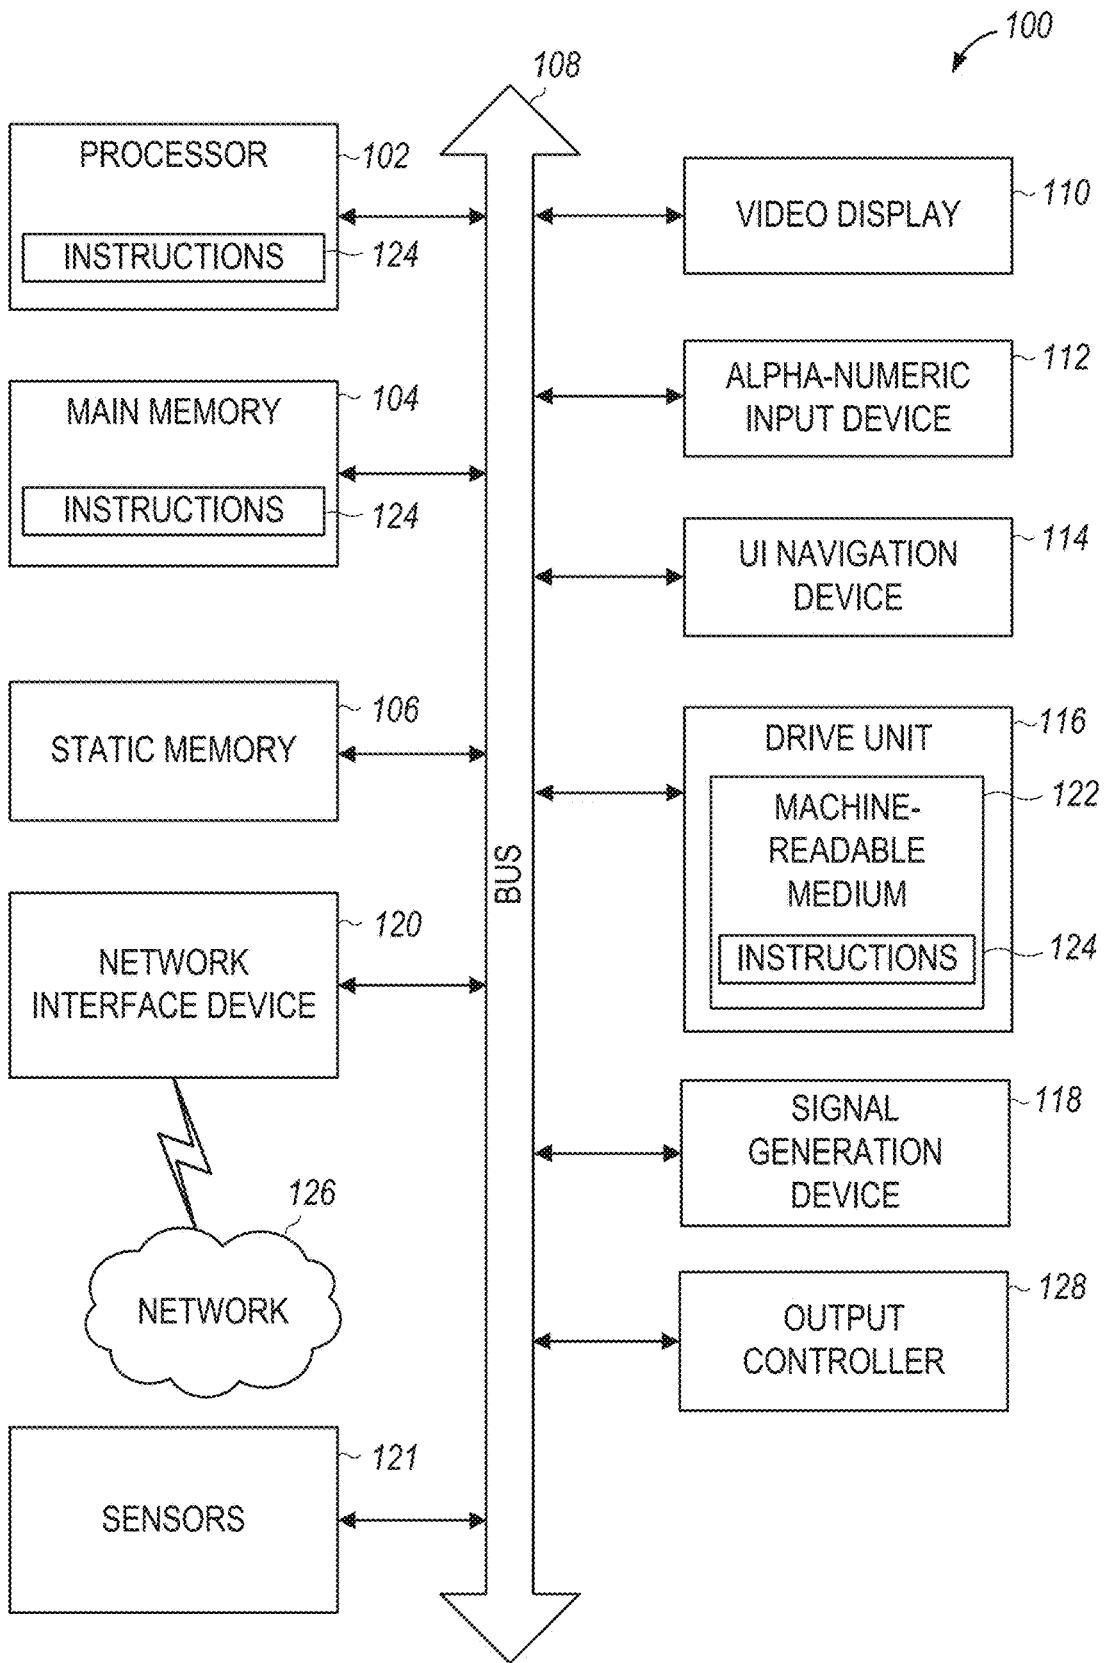 100
108
PROCESSOR
102
INSTRUCTIONS
124
MAIN MEMORY
104
INSTRUCTIONS
124
STATIC MEMORY
106
NETWORK
INTERFACE DEVICE
120
126
NETWORK
SENSORS
121
BUS
VIDEO DISPLAY
110
ALPHA-NUMERIC
INPUT DEVICE
112
UI NAVIGATION
DEVICE
114
DRIVE UNIT
116
MACHINE-
READABLE
MEDIUM
122
INSTRUCTIONS
124
SIGNAL
GENERATION
DEVICE
118
OUTPUT
CONTROLLER
128